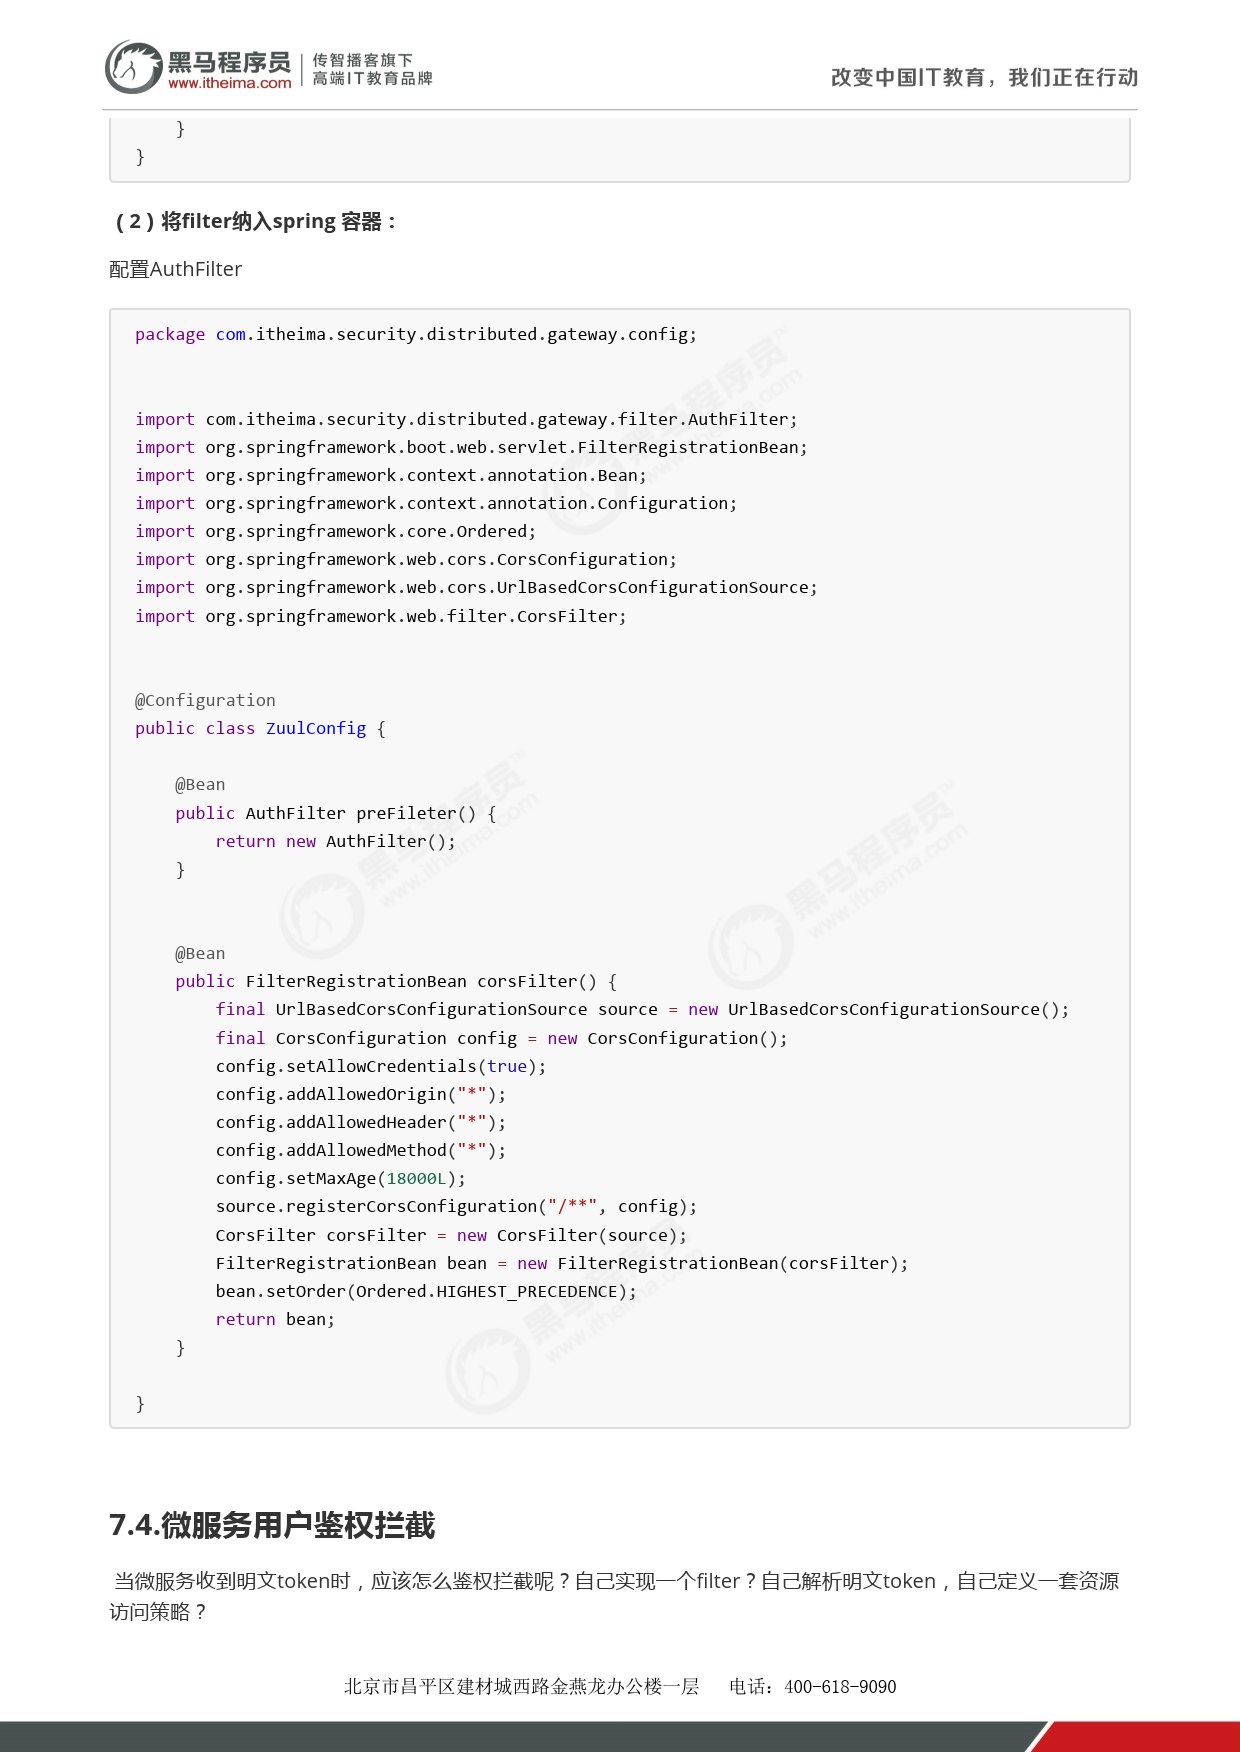 黑马程序员
www.itheima.com
传智播客旗下
高端IT教育品牌
改变中国IT教育，我们正在行动
    }
}
（2）将filter纳入spring 容器：
配置AuthFilter
package com.itheima.security.distributed.gateway.config;
import com.itheima.security.distributed.gateway.filter.AuthFilter;
import org.springframework.boot.web.servlet.FilterRegistrationBean;
import org.springframework.context.annotation.Bean;
import org.springframework.context.annotation.Configuration;
import org.springframework.core.Ordered;
import org.springframework.web.cors.CorsConfiguration;
import org.springframework.web.cors.UrlBasedCorsConfigurationSource;
import org.springframework.web.filter.CorsFilter;
@Configuration
public class ZuulConfig {
    @Bean
    public AuthFilter preFileter() {
        return new AuthFilter();
    }
    @Bean
    public FilterRegistrationBean corsFilter() {
        final UrlBasedCorsConfigurationSource source = new UrlBasedCorsConfigurationSource();
        final CorsConfiguration config = new CorsConfiguration();
        config.setAllowCredentials(true);
        config.addAllowedOrigin("*");
        config.addAllowedHeader("*");
        config.addAllowedMethod("*");
        config.setMaxAge(18000L);
        source.registerCorsConfiguration("/**", config);
        CorsFilter corsFilter = new CorsFilter(source);
        FilterRegistrationBean bean = new FilterRegistrationBean(corsFilter);
        bean.setOrder(Ordered.HIGHEST_PRECEDENCE);
        return bean;
    }
}
7.4.微服务用户鉴权拦截
当微服务收到明文token时，应该怎么鉴权拦截呢？自己实现一个filter？自己解析明文token，自己定义一套资源
访问策略？
北京市昌平区建材城西路金燕龙办公楼一层 电话：400-618-9090